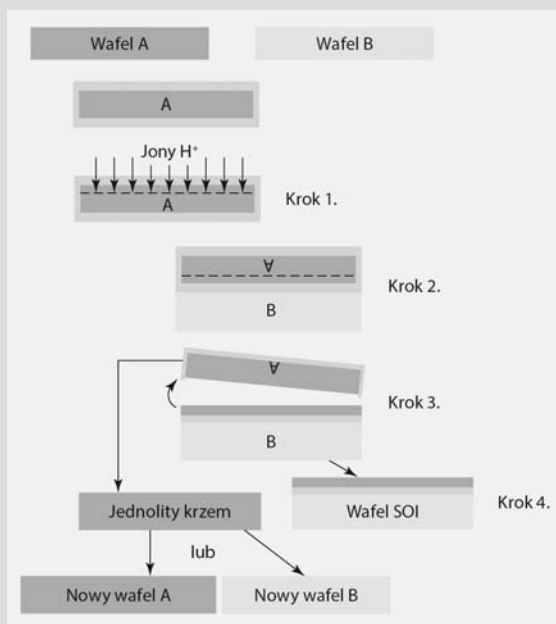 Wafel A Wafel B
A
Jony H⁺
A
Krok 1.
A
Krok 2.
B
A
Krok 3.
B
Jednolity krzem
Wafel SOI
Krok 4.
lub
Nowy wafel A Nowy wafel B